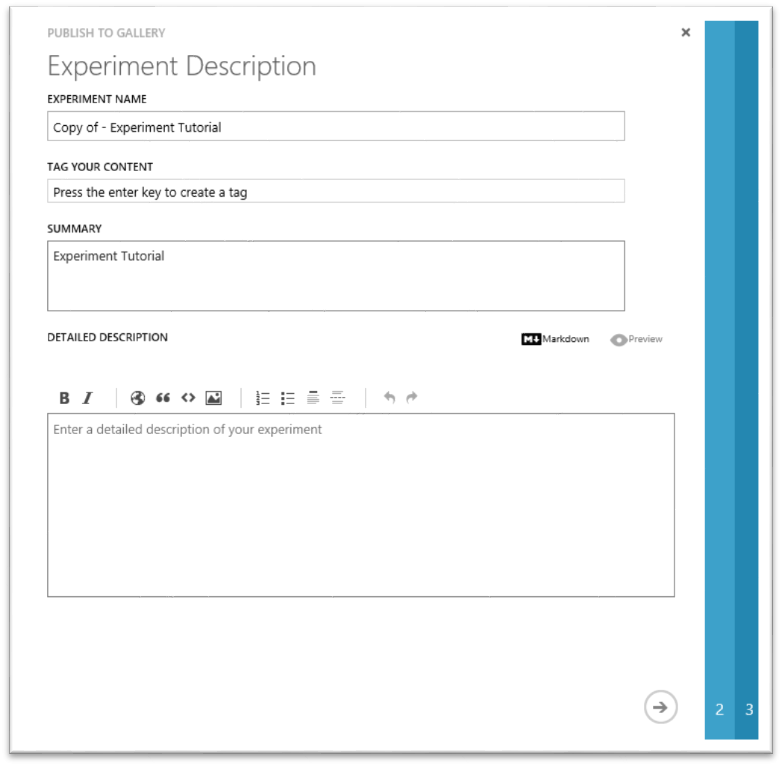 PUBLISH TO GALLERY
Experiment Description
EXPERIMENT NAME
Copy of - Experiment Tutorial
TAG YOUR CONTENT
Press the enter key to create a tag
SUMMARY
Experiment Tutorial
DETAILED DESCRIPTION
M↓ Markdown Preview
B I
Enter a detailed description of your experiment
2 3